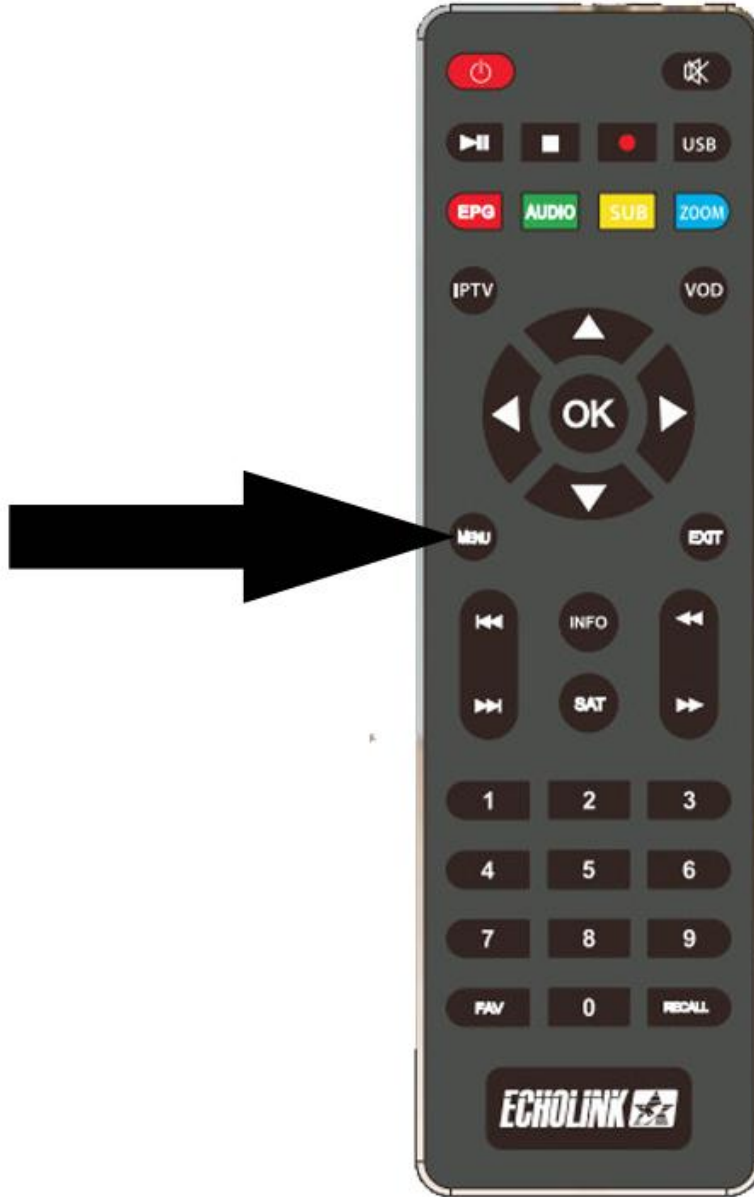 USB
EPG AUDIO SUB ZOOM
IPTV VOD
OK
MENU EXIT
INFO
SAT
1 2 3
4 5 6
7 8 9
FAV 0 RECALL
ECHOLINK